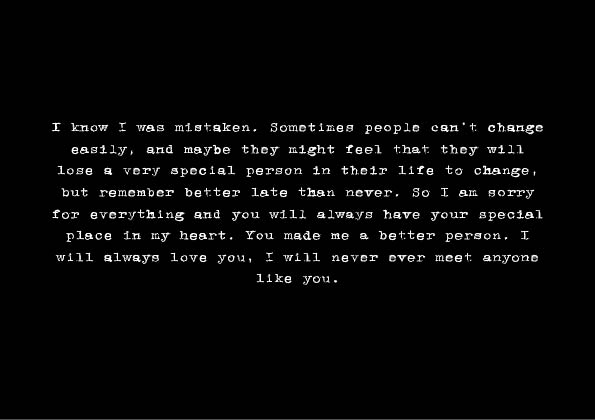 I know I was mistaken. Sometimes people can't change
easily, and maybe they might feel that they will
lose a very special person in their life to change,
but remember better late than never. So I am sorry
for everything and you will always have your special
place in my heart. You made me a better person. I
will always love you, I will never ever meet anyone
like you.